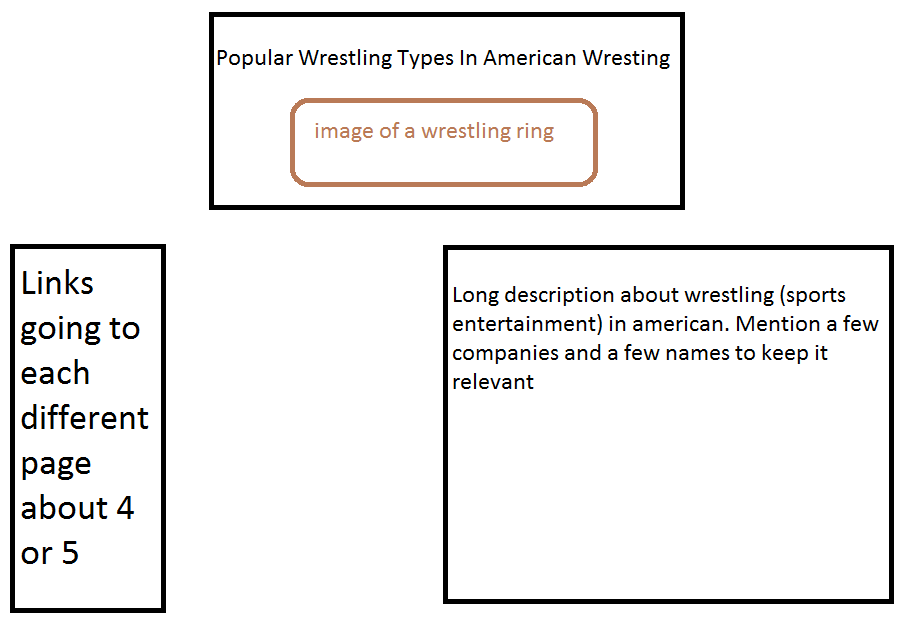 Popular Wrestling Types In American Wresting
image of a wrestling ring
Links
going to
each
different
page
about 4
or 5
Long description about wrestling (sports
entertainment) in american. Mention a few
companies and a few names to keep it
relevant